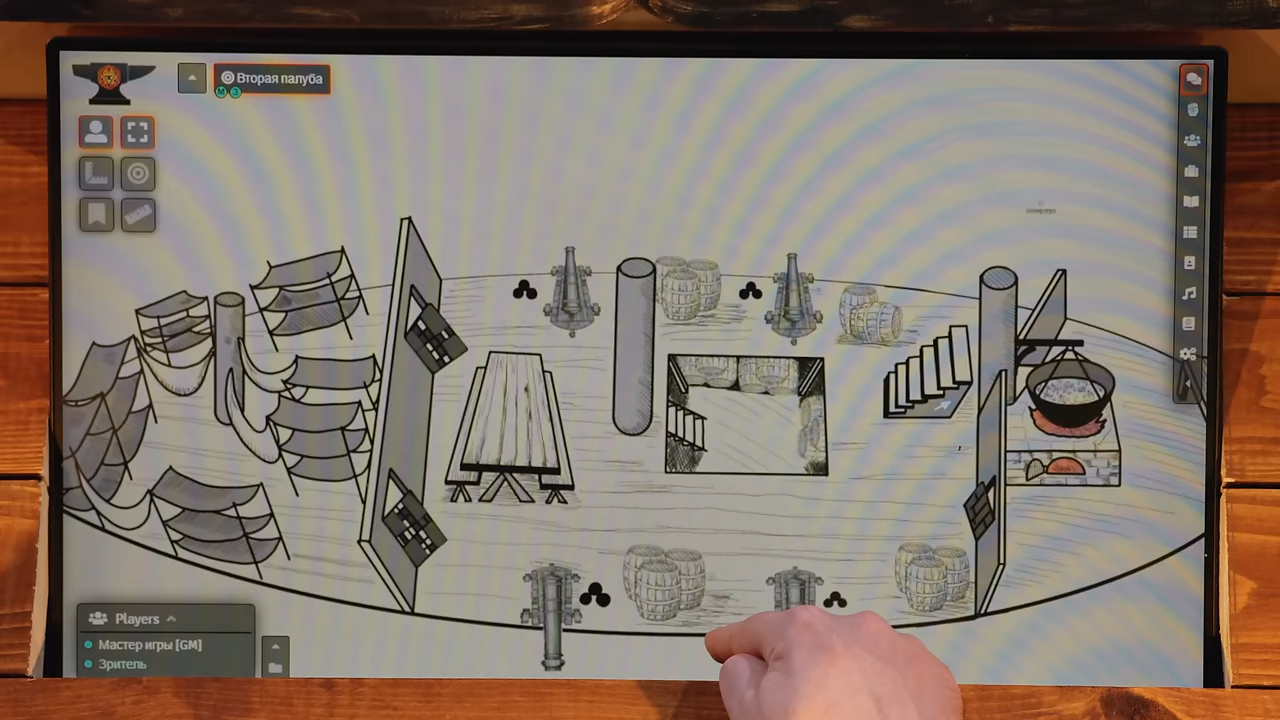 Вторая палуба
М З
Players
Мастер игры [GM]
Зритель